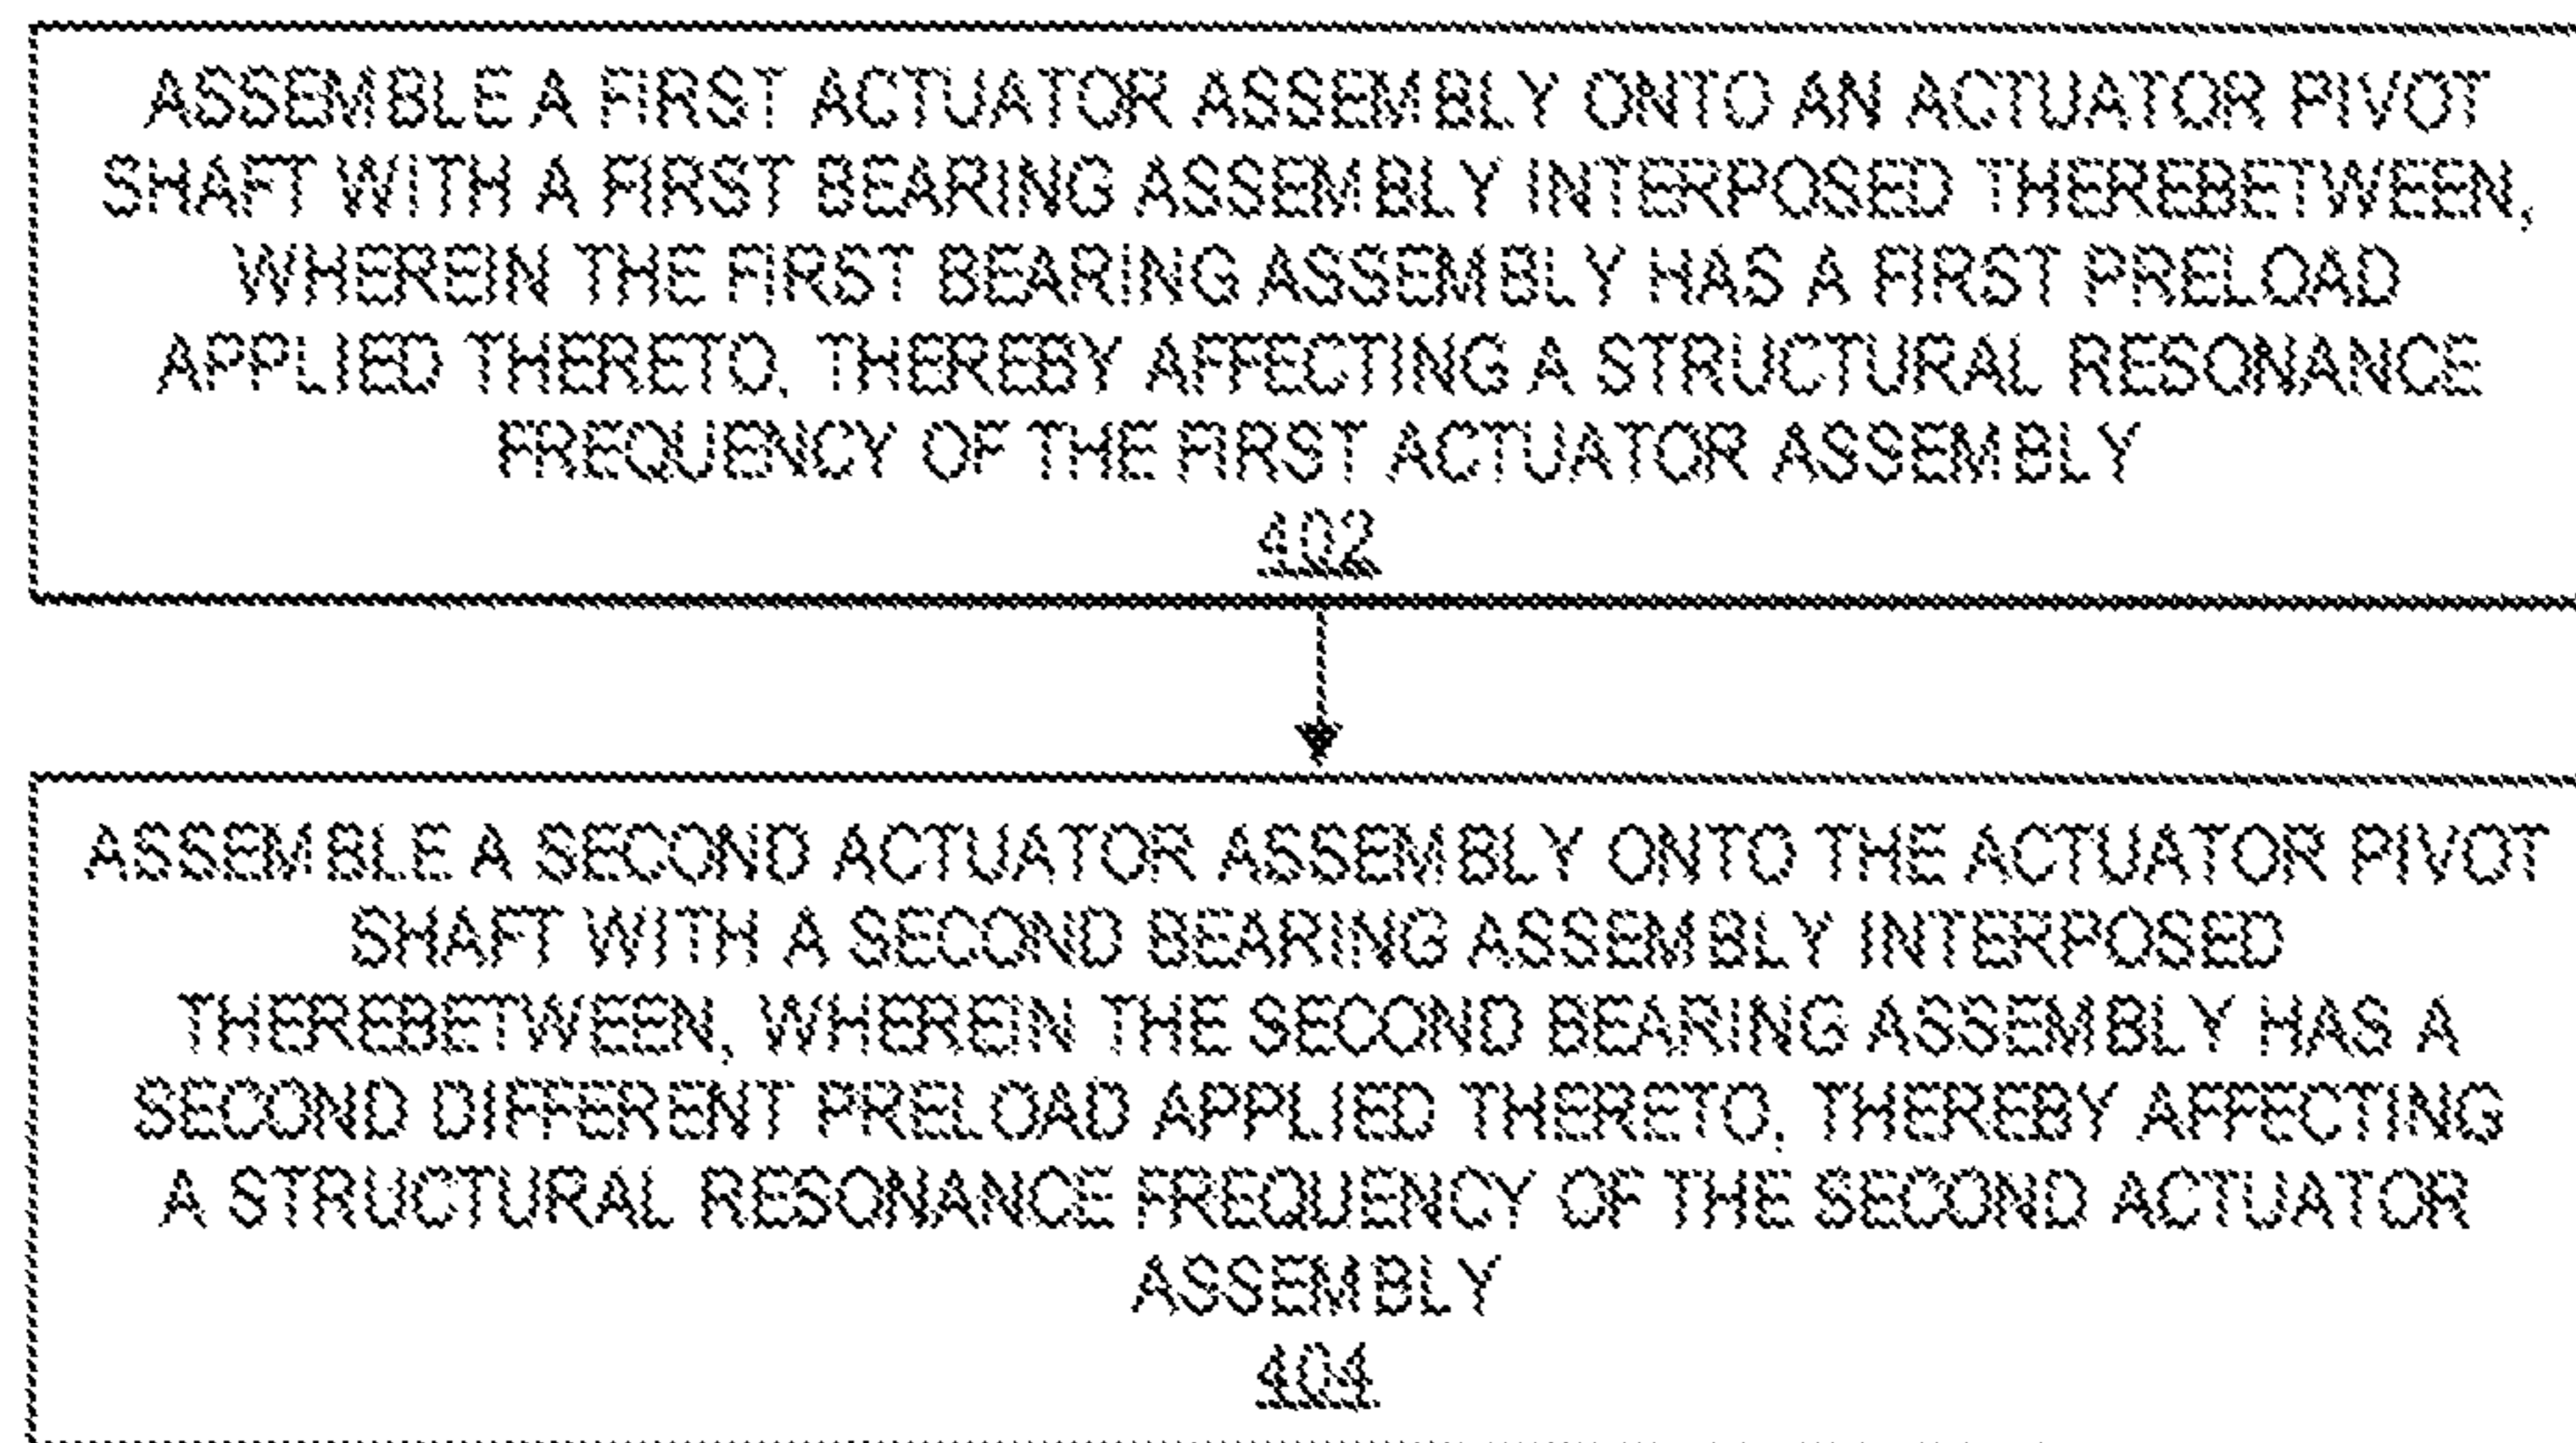 ASSEMBLE A FIRST ACTUATOR ASSEMBLY ONTO AN ACTUATOR PIVOT
SHAFT WITH A FIRST BEARING ASSEMBLY INTERPOSED THEREBETWEEN,
WHEREIN THE FIRST BEARING ASSEMBLY HAS A FIRST PRELOAD
APPLIED THERETO, THEREBY AFFECTING A STRUCTURAL RESONANCE
FREQUENCY OF THE FIRST ACTUATOR ASSEMBLY
402
ASSEMBLE A SECOND ACTUATOR ASSEMBLY ONTO THE ACTUATOR PIVOT
SHAFT WITH A SECOND BEARING ASSEMBLY INTERPOSED
THEREBETWEEN, WHEREIN THE SECOND BEARING ASSEMBLY HAS A
SECOND DIFFERENT PRELOAD APPLIED THERETO, THEREBY AFFECTING
A STRUCTURAL RESONANCE FREQUENCY OF THE SECOND ACTUATOR
ASSEMBLY
404